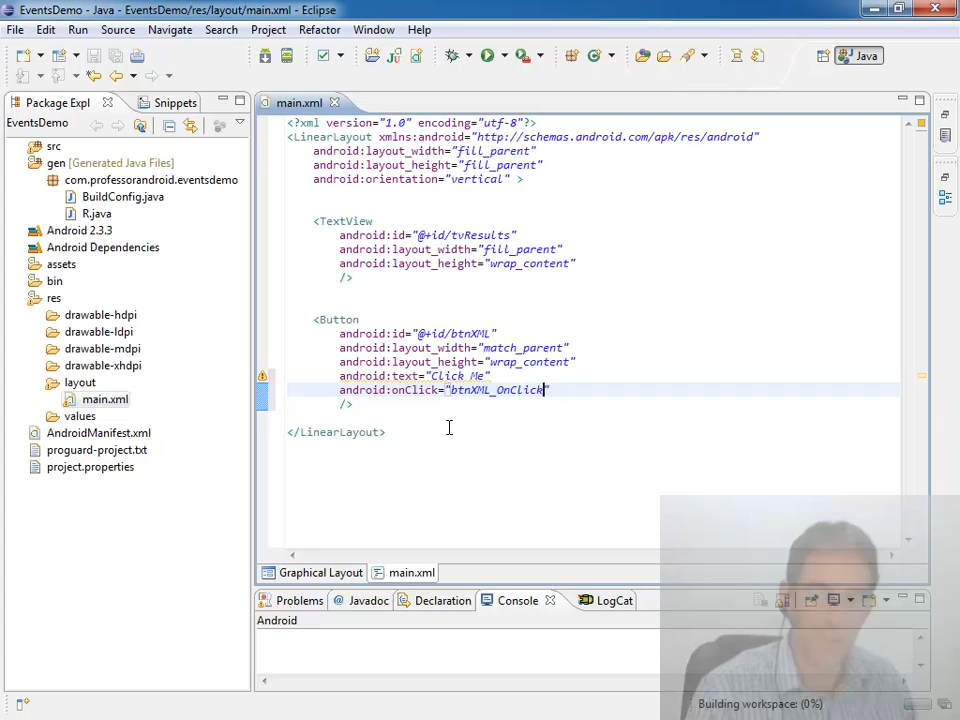 EventsDemo - Java - EventsDemo/res/layout/main.xml - Eclipse
File Edit Run Source Navigate Search Project Refactor Window Help
Java
Package Expl
Snippets
main.xml
EventsDemo
src
gen [Generated Java Files]
com.professorandroid.eventsdemo
BuildConfig.java
R.java
Android 2.3.3
Android Dependencies
assets
bin
res
drawable-hdpi
drawable-ldpi
drawable-mdpi
drawable-xhdpi
layout
main.xml
values
AndroidManifest.xml
proguard-project.txt
project.properties
<?xml version="1.0" encoding="utf-8"?>
<LinearLayout xmlns:android="http://schemas.android.com/apk/res/android"
android:layout_width="fill_parent"
android:layout_height="fill_parent"
android:orientation="vertical" >
<TextView
android:id="@+id/tvResults"
android:layout_width="fill_parent"
android:layout_height="wrap_content"
/>
<Button
android:id="@+id/btnXML"
android:layout_width="match_parent"
android:layout_height="wrap_content"
android:text="Click Me"
android:onClick="btnXML_OnClick"
/>
</LinearLayout>
Graphical Layout
main.xml
Problems
Javadoc
Declaration
Console
LogCat
Android
Building workspace: (0%)